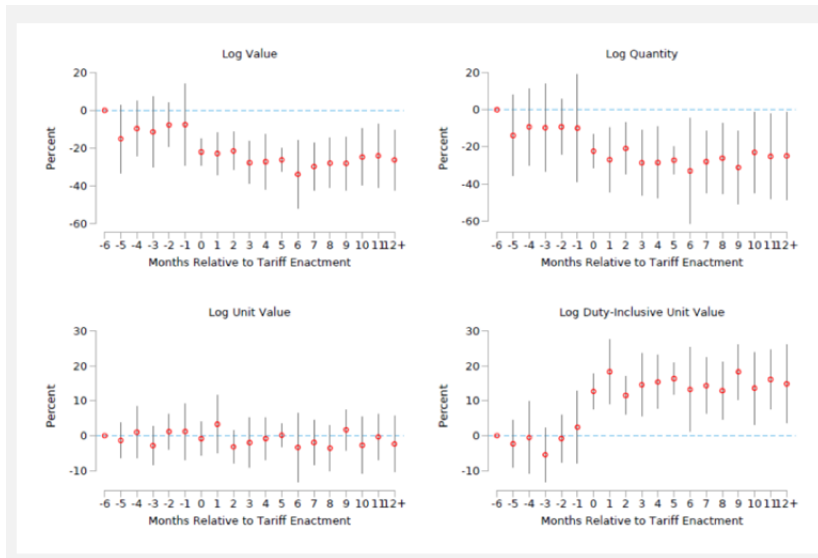 Log Value
20
0
-20
-40
-60
Percent
-6 -5 -4 -3 -2 -1 0 1 2 3 4 5 6 7 8 9 10 11 12+
Months Relative to Tariff Enactment
Log Quantity
20
0
-20
-40
-60
Percent
-6 -5 -4 -3 -2 -1 0 1 2 3 4 5 6 7 8 9 10 11 12+
Months Relative to Tariff Enactment
Log Unit Value
30
20
10
0
-10
Percent
-6 -5 -4 -3 -2 -1 0 1 2 3 4 5 6 7 8 9 10 11 12+
Months Relative to Tariff Enactment
Log Duty-Inclusive Unit Value
30
20
10
0
-10
Percent
-6 -5 -4 -3 -2 -1 0 1 2 3 4 5 6 7 8 9 10 11 12+
Months Relative to Tariff Enactment